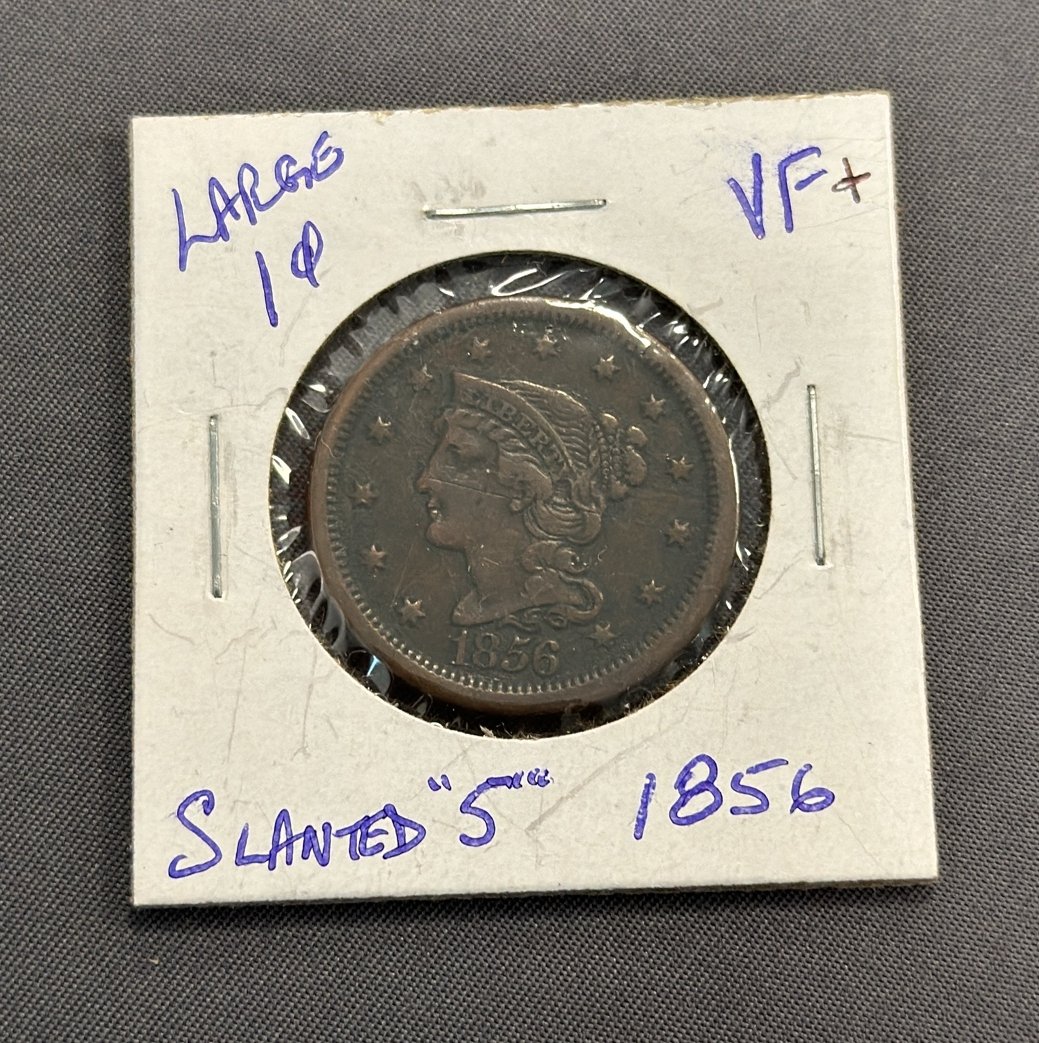 LARGE
1¢
VF+
LIBERTY
1856
SLANTED "5"" 1856